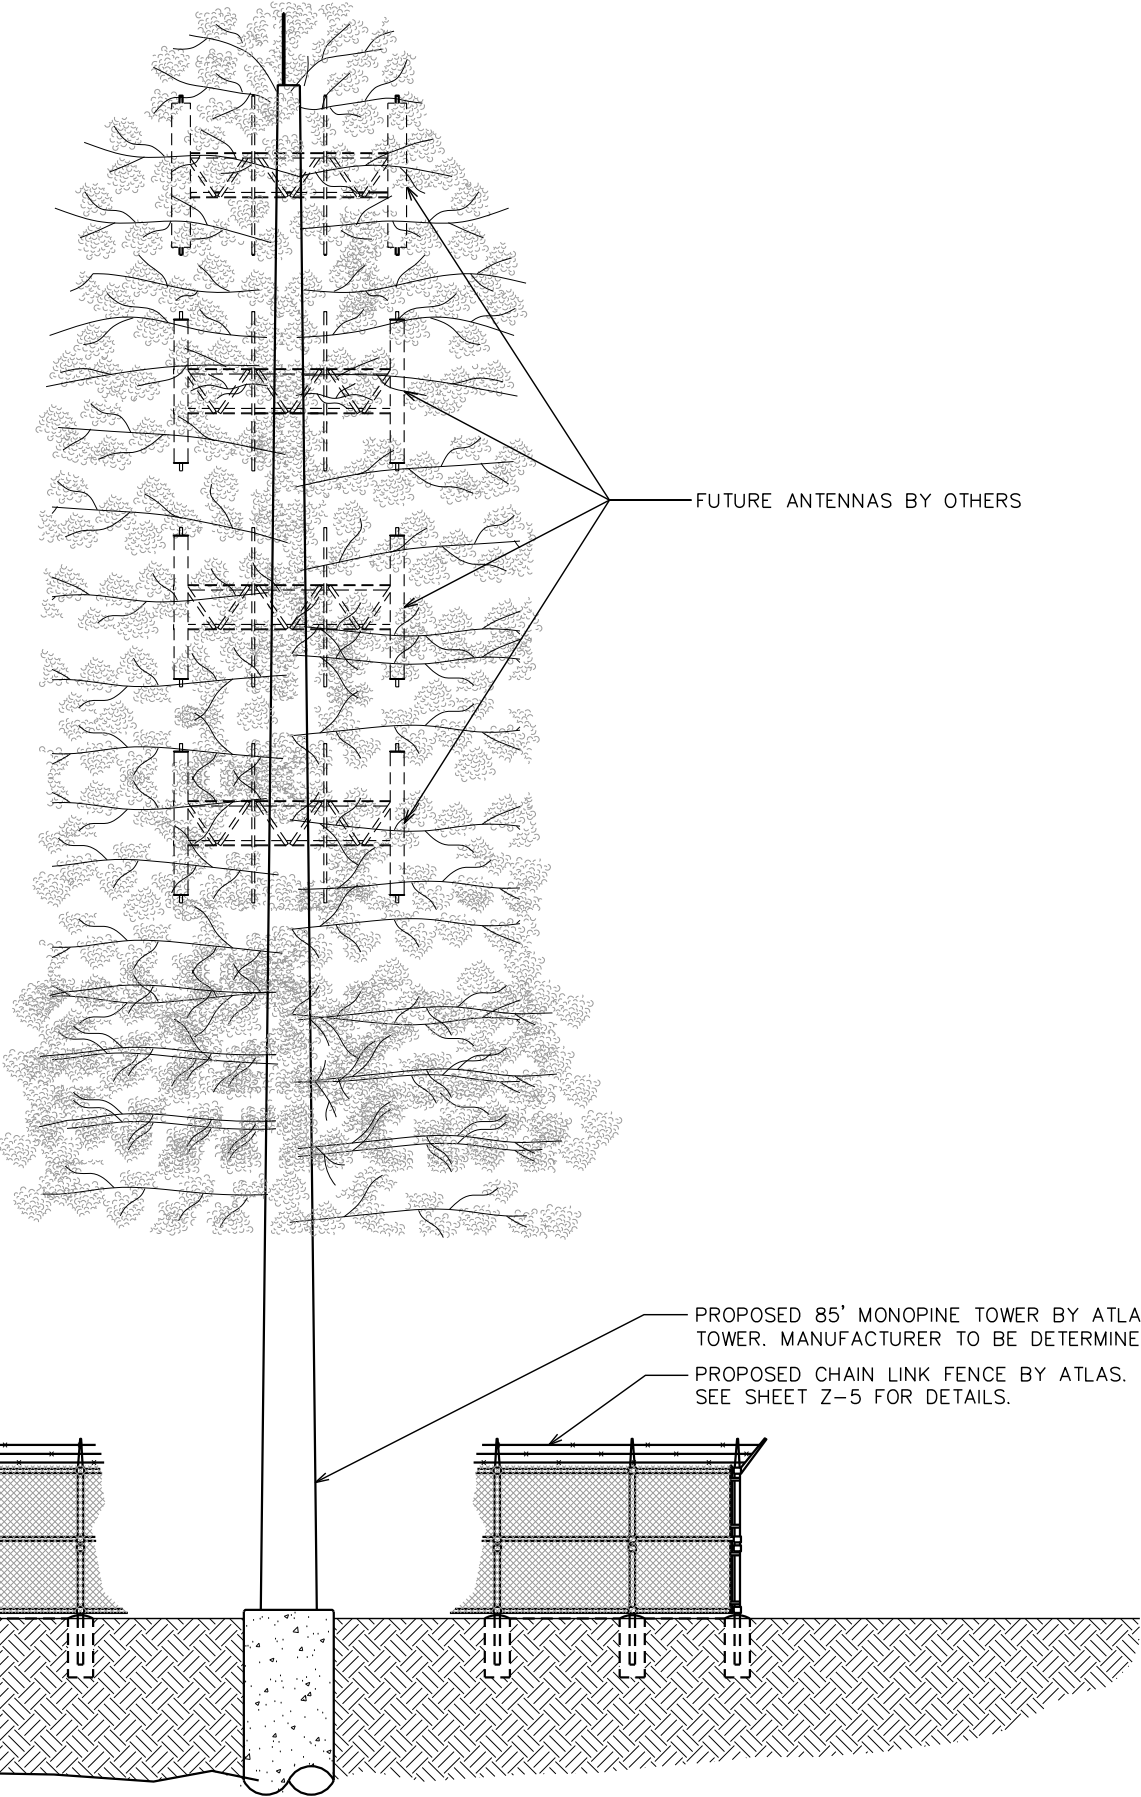 FUTURE ANTENNAS BY OTHERS
PROPOSED 85' MONOPINE TOWER BY ATLA
TOWER. MANUFACTURER TO BE DETERMINE
PROPOSED CHAIN LINK FENCE BY ATLAS.
SEE SHEET Z-5 FOR DETAILS.